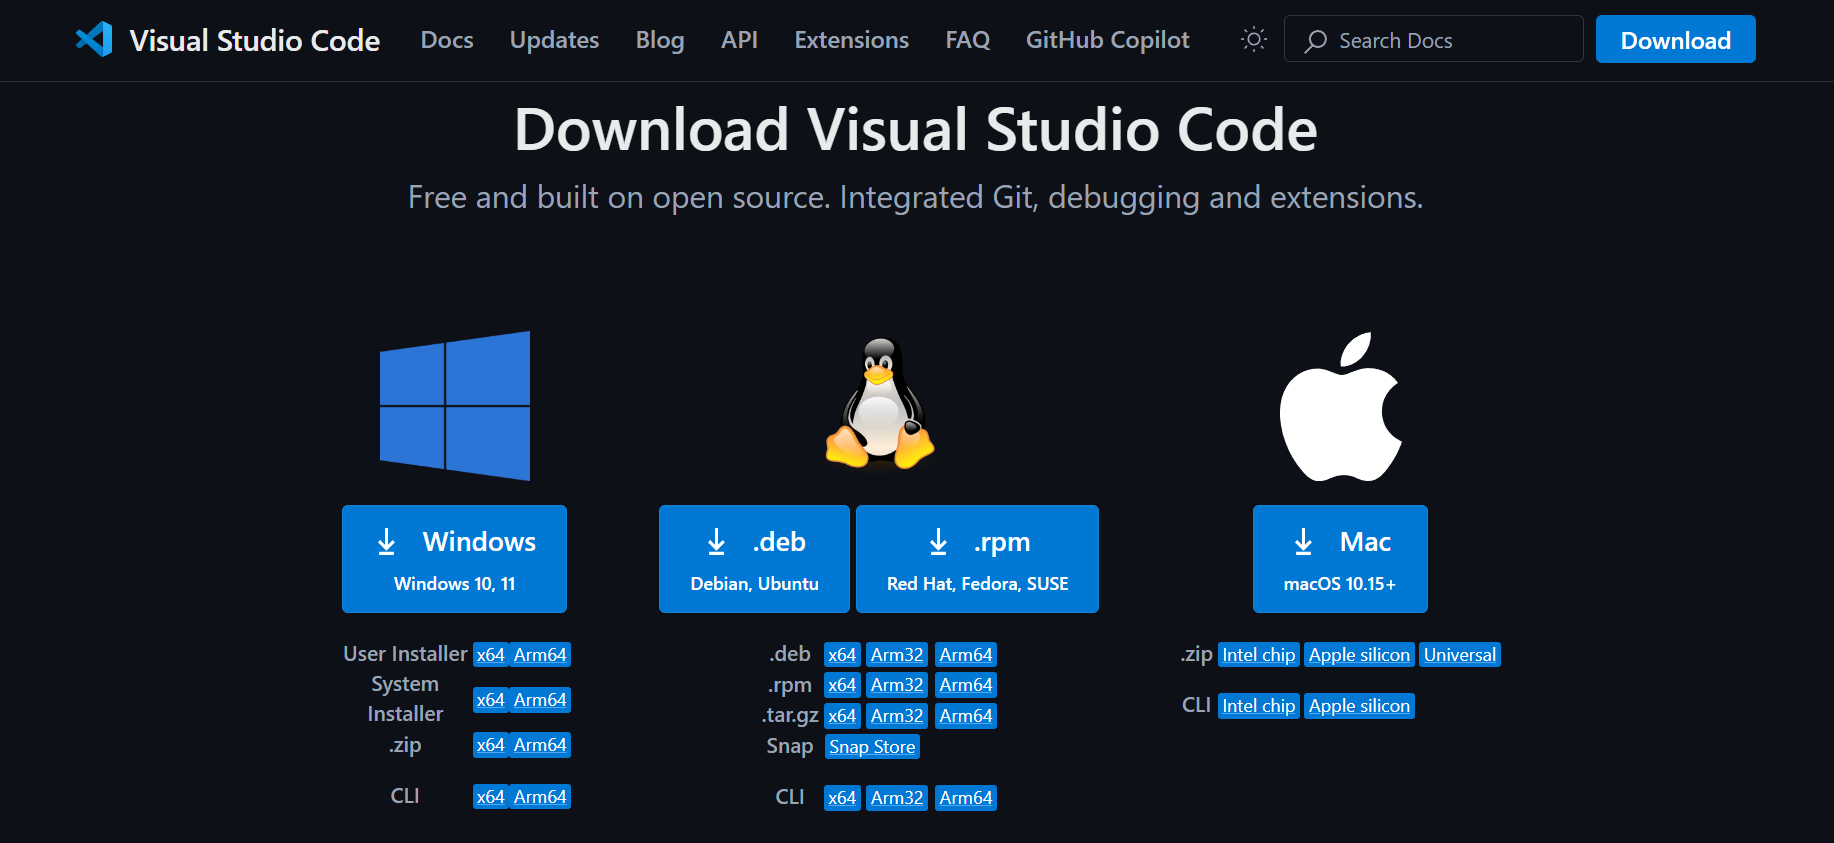 Visual Studio Code Docs Updates Blog API Extensions FAQ GitHub Copilot Search Docs Download
Download Visual Studio Code
Free and built on open source. Integrated Git, debugging and extensions.
Windows
Windows 10, 11
User Installer x64 Arm64
System
Installer x64 Arm64
.zip x64 Arm64
CLI x64 Arm64
.deb
Debian, Ubuntu
.rpm
Red Hat, Fedora, SUSE
.deb x64 Arm32 Arm64
.rpm x64 Arm32 Arm64
.tar.gz x64 Arm32 Arm64
Snap Snap Store
CLI x64 Arm32 Arm64
Mac
macOS 10.15+
.zip Intel chip Apple silicon Universal
CLI Intel chip Apple silicon